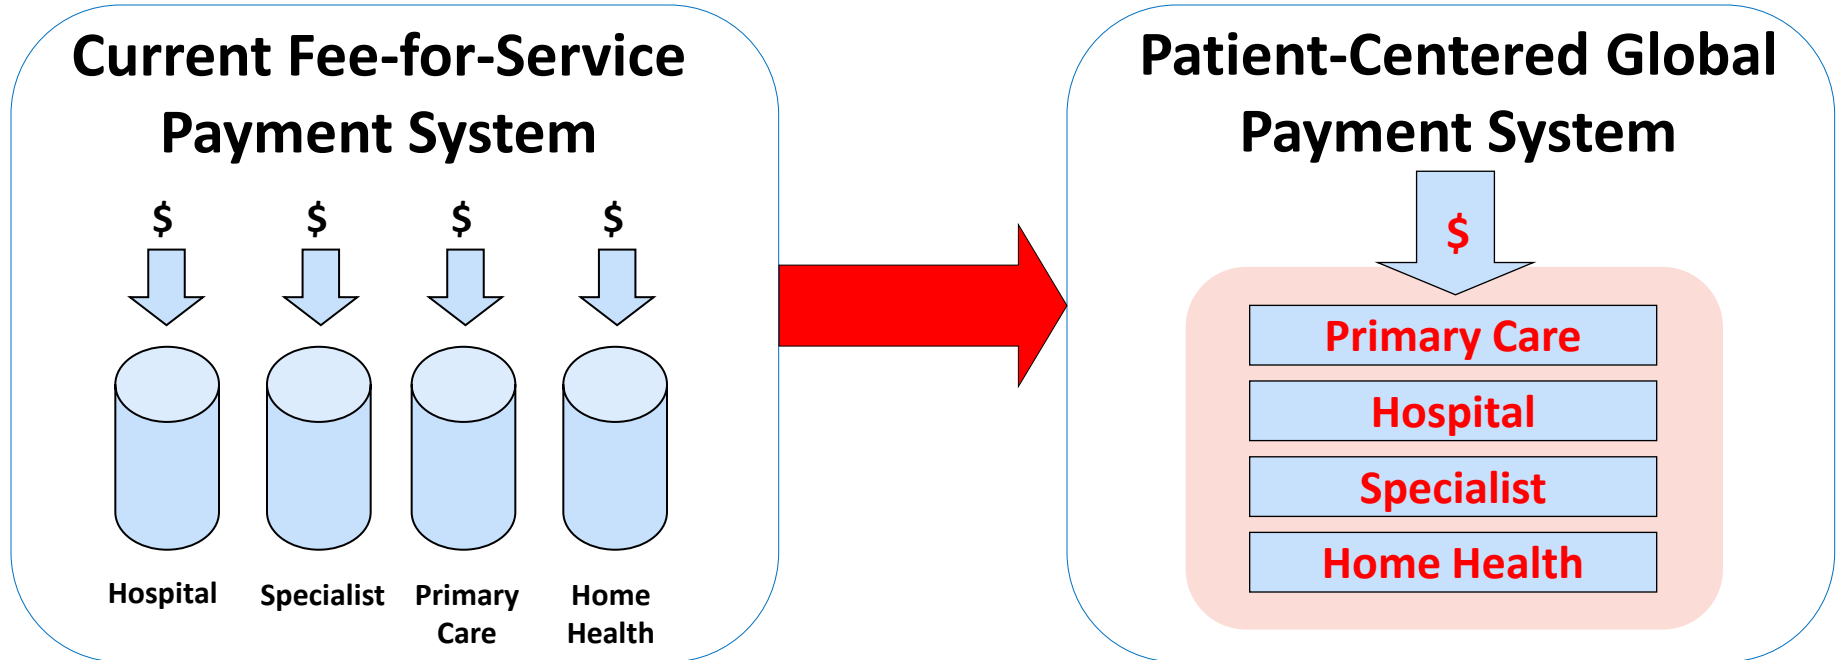 Current Fee-for-Service
Payment System
$ $ $ $
Hospital Specialist Primary Home
Care Health
Patient-Centered Global
Payment System
$
Primary Care
Hospital
Specialist
Home Health